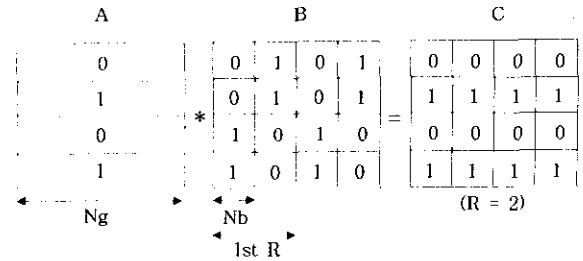 A B C
0 0 1 0 1 0 0 0 0
1 0 1 0 1 1 1 1 1
* =
0 1 0 1 0 0 0 0 0
1 1 0 1 0 1 1 1 1
Ng Nb (R = 2)
1st R